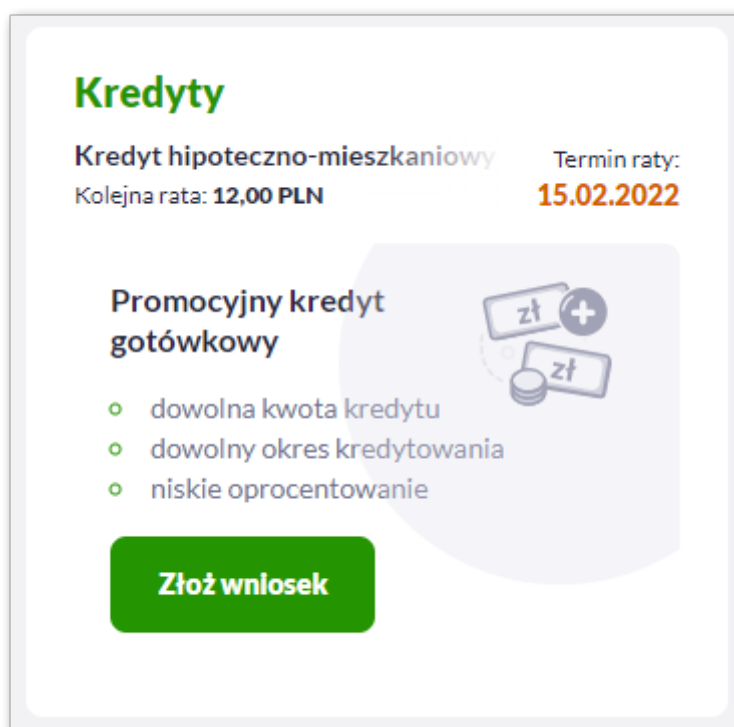 Kredyty
Kredyt hipoteczno-mieszkaniowy
Termin raty:
Kolejna rata: 12,00 PLN
15.02.2022
Promocyjny kredyt
gotówkowy
zł
zł
dowolna kwota kredytu
dowolny okres kredytowania
niskie oprocentowanie
Złoż wniosek